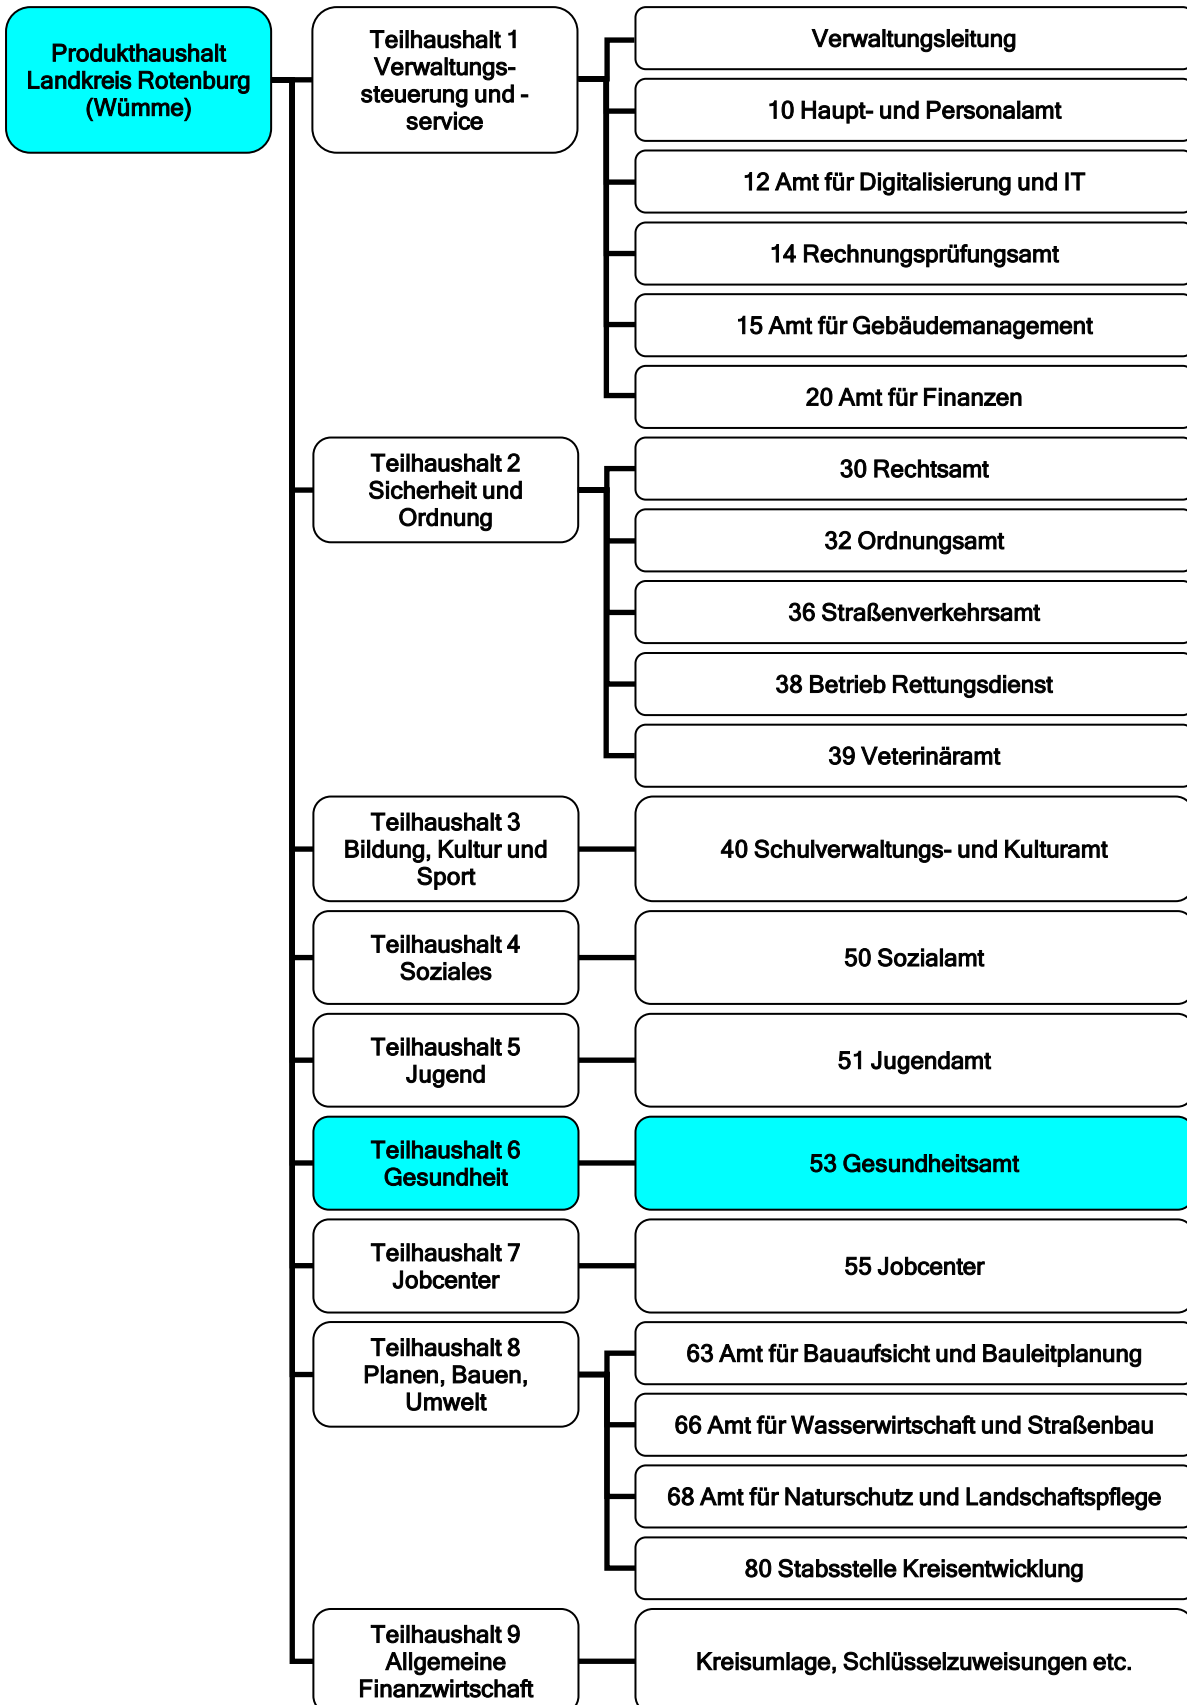 Produkthaushalt
Landkreis Rotenburg
(Wümme)
Teilhaushalt 1
Verwaltungs-
steuerung und -
service
Verwaltungsleitung
10 Haupt- und Personalamt
12 Amt für Digitalisierung und IT
14 Rechnungsprüfungsamt
15 Amt für Gebäudemanagement
20 Amt für Finanzen
Teilhaushalt 2
Sicherheit und
Ordnung
30 Rechtsamt
32 Ordnungsamt
36 Straßenverkehrsamt
38 Betrieb Rettungsdienst
39 Veterinäramt
Teilhaushalt 3
Bildung, Kultur und
Sport
40 Schulverwaltungs- und Kulturamt
Teilhaushalt 4
Soziales
50 Sozialamt
Teilhaushalt 5
Jugend
51 Jugendamt
Teilhaushalt 6
Gesundheit
53 Gesundheitsamt
Teilhaushalt 7
Jobcenter
55 Jobcenter
Teilhaushalt 8
Planen, Bauen,
Umwelt
63 Amt für Bauaufsicht und Bauleitplanung
66 Amt für Wasserwirtschaft und Straßenbau
68 Amt für Naturschutz und Landschaftspflege
80 Stabsstelle Kreisentwicklung
Teilhaushalt 9
Allgemeine
Finanzwirtschaft
Kreisumlage, Schlüsselzuweisungen etc.